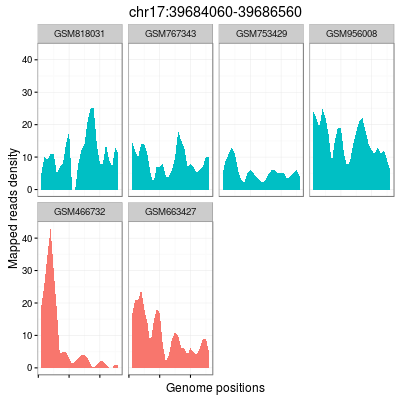 chr17:39684060-39686560
GSM818031 GSM767343 GSM753429 GSM956008
40
30
20
10
0
GSM466732 GSM663427
40
30
20
10
0
Mapped reads density
Genome positions